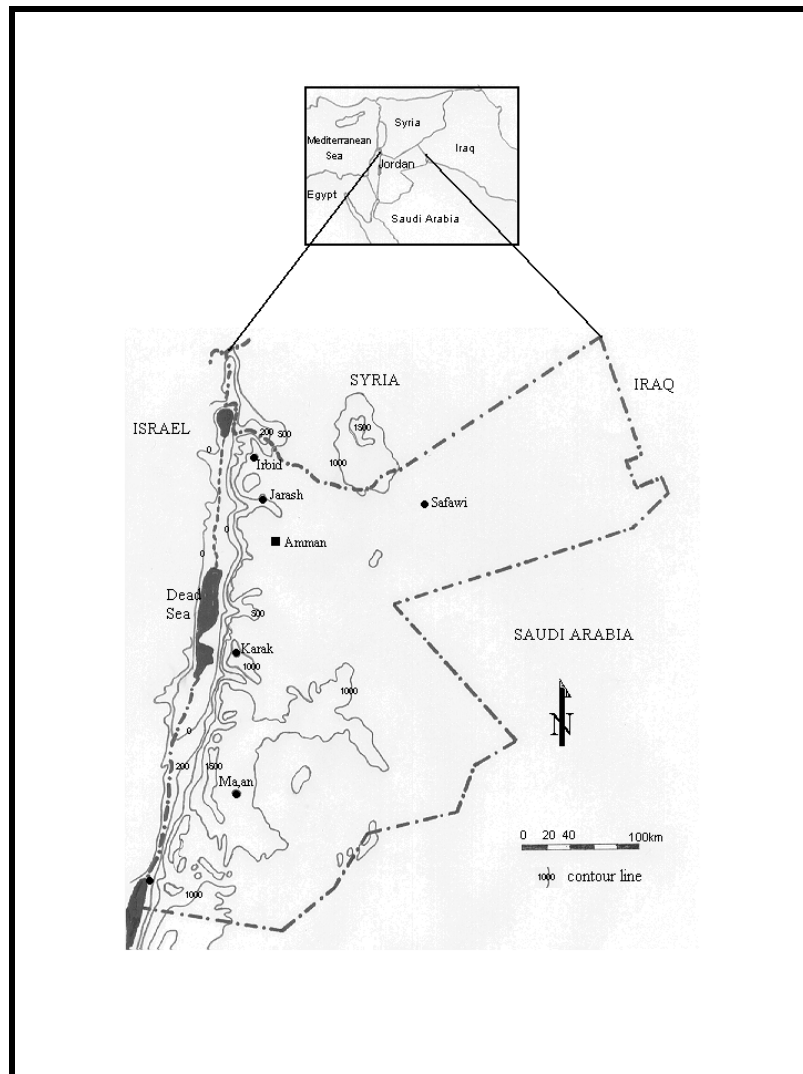 Syria
Mediterranean
Sea
Iraq
Jordan
Egypt
Saudi Arabia
SYRIA
IRAQ
ISRAEL
200
500
1500
0
1000
Irbid
Jarash
Safawi
0
Amman
0
Dead
Sea
500
SAUDI ARABIA
Karak
1000
1000
N
0
200
1500
Ma,an
0 20 40 100km
1000 contour line
1000